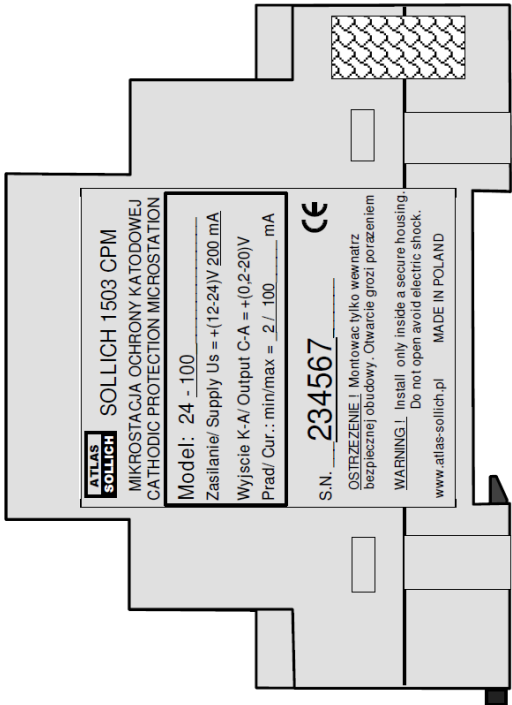 ATLAS
SOLLICH
SOLLICH 1503 CPM
MIKROSTACJA OCHRONY KATODOWEJ
CATHODIC PROTECTION MICROSTATION
Model: 24 - 100
Zasilanie/ Supply Us = +(12-24)V 200 mA
Wyjscie K-A/ Output C-A = +(0,2-20)V
Prad/ Cur.: min/max = 2 / 100 mA
S.N. 234567 CE
OSTRZEZENIE ! Montowac tylko wewnatrz
bezpiecznej obudowy. Otwarcie grozi porazeniem
WARNING ! Install only inside a secure housing.
Do not open avoid electric shock.
www.atlas-sollich.pl MADE IN POLAND